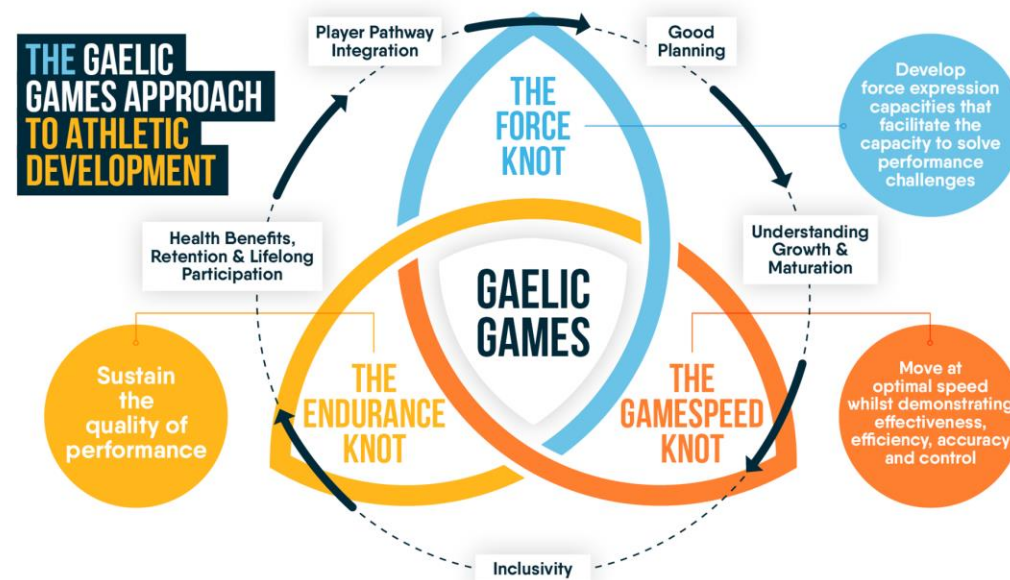 THE GAELIC
GAMES APPROACH
TO ATHLETIC
DEVELOPMENT
Player Pathway
Integration
Good
Planning
THE
FORCE
KNOT
Develop
force expression
capacities that
facilitate the
capacity to solve
performance
challenges
Health Benefits,
Retention & Lifelong
Participation
Understanding
Growth &
Maturation
GAELIC
GAMES
Sustain
the
quality of
performance
THE
ENDURANCE
KNOT
THE
GAMESPEED
KNOT
Move at
optimal speed
whilst demonstrating
effectiveness,
efficiency, accuracy
and control
Inclusivity